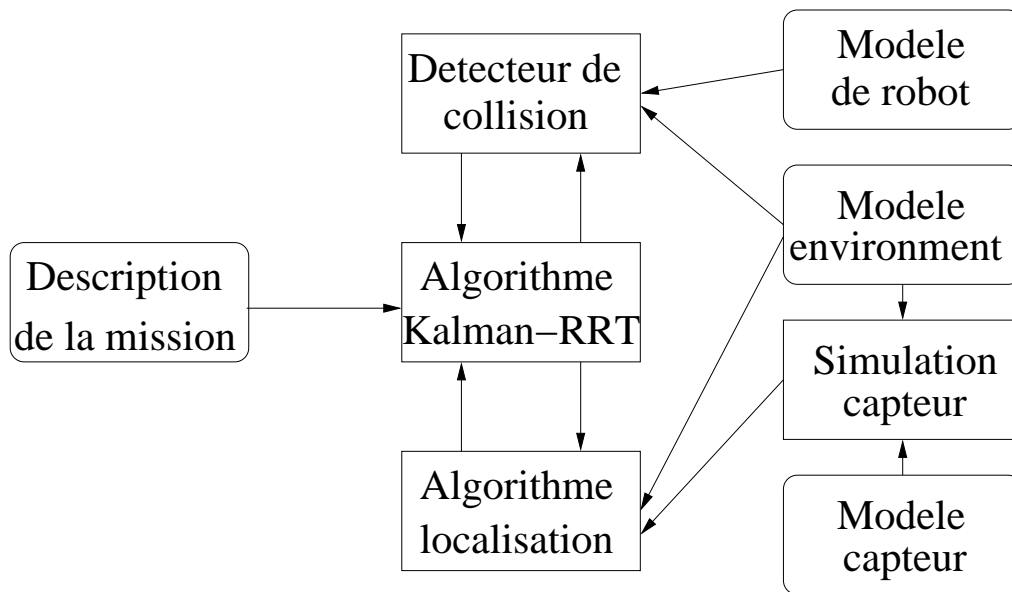 Detecteur de
collision
Modele
de robot
Modele
environment
Description
de la mission
Algorithme
Kalman−RRT
Simulation
capteur
Algorithme
localisation
Modele
capteur